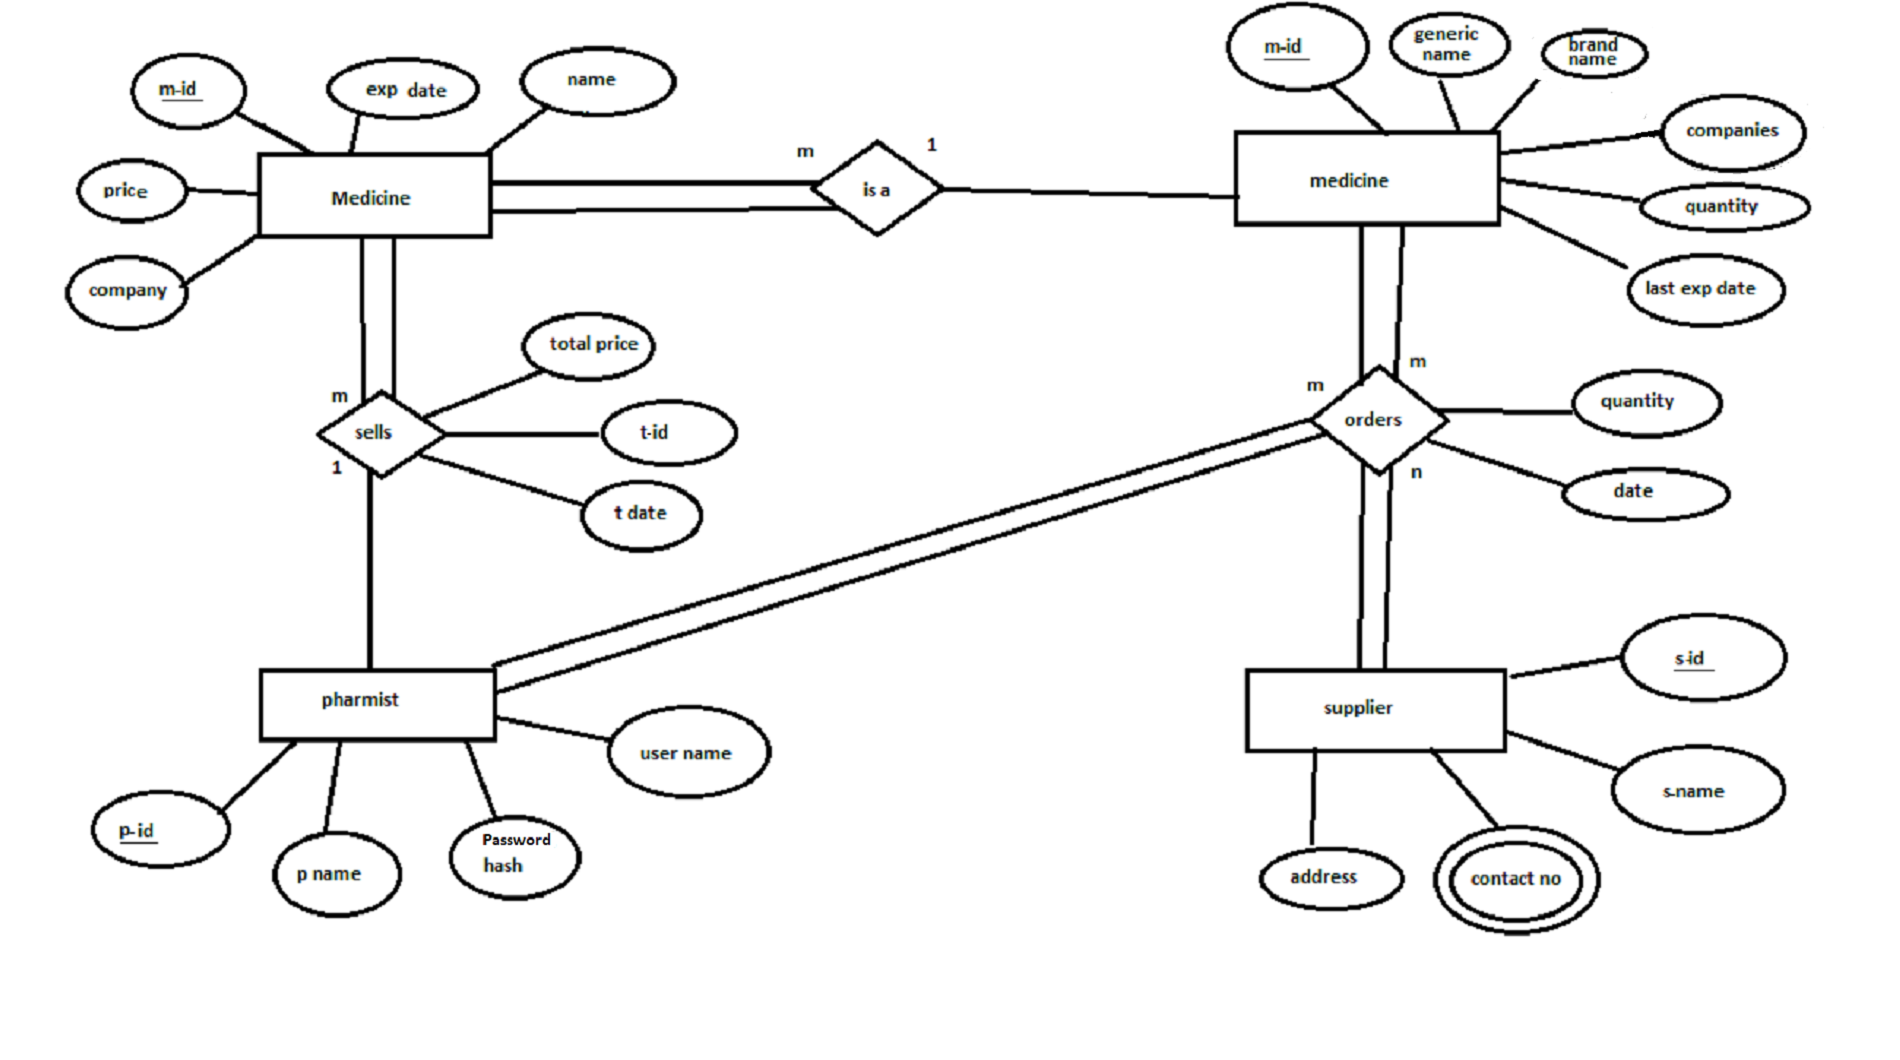 m-id
exp date
name
price
Medicine
company
m
is a
1
m-id
generic
name
brand
name
medicine
companies
quantity
last exp date
total price
m
sells
1
t-id
t date
m
m
orders
n
quantity
date
pharmist
user name
p-id
p name
Password
hash
supplier
s-id
s-name
address
contact no